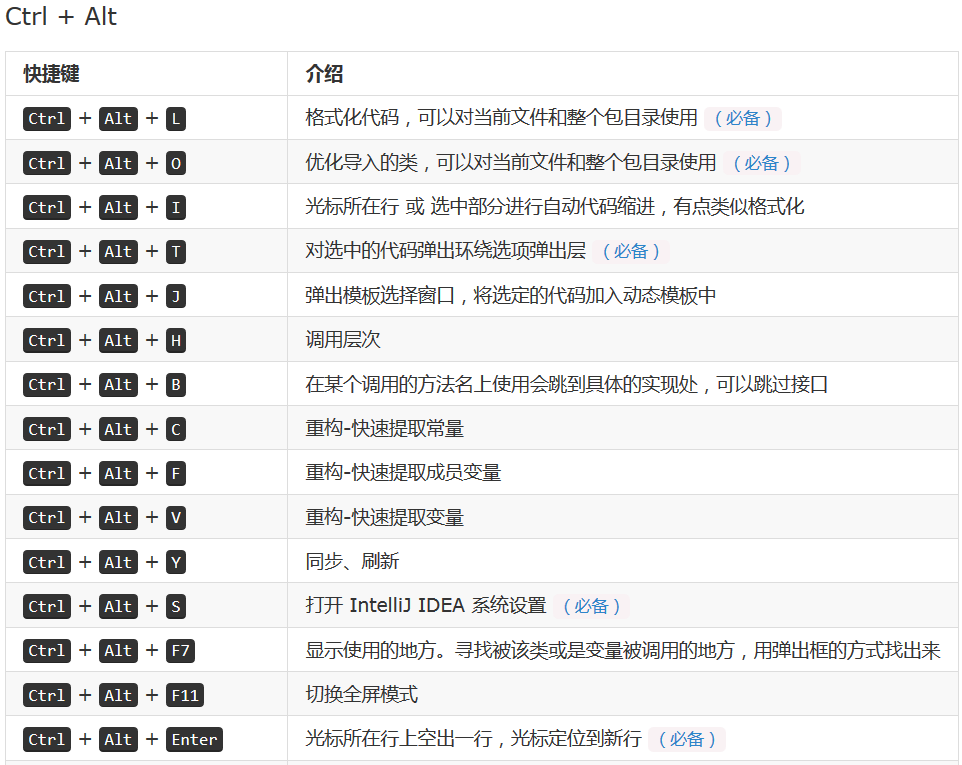 Ctrl + Alt
快捷键 介绍
Ctrl + Alt + L 格式化代码，可以对当前文件和整个包目录使用 （必备）
Ctrl + Alt + O 优化导入的类，可以对当前文件和整个包目录使用 （必备）
Ctrl + Alt + I 光标所在行 或 选中部分进行自动代码缩进，有点类似格式化
Ctrl + Alt + T 对选中的代码弹出环绕选项弹出层 （必备）
Ctrl + Alt + J 弹出模板选择窗口，将选定的代码加入动态模板中
Ctrl + Alt + H 调用层次
Ctrl + Alt + B 在某个调用的方法名上使用会跳到具体的实现处，可以跳过接口
Ctrl + Alt + C 重构-快速提取常量
Ctrl + Alt + F 重构-快速提取成员变量
Ctrl + Alt + V 重构-快速提取变量
Ctrl + Alt + Y 同步、刷新
Ctrl + Alt + S 打开 IntelliJ IDEA 系统设置 （必备）
Ctrl + Alt + F7 显示使用的地方。寻找被该类或是变量被调用的地方，用弹出框的方式找出来
Ctrl + Alt + F11 切换全屏模式
Ctrl + Alt + Enter 光标所在行上空出一行，光标定位到新行 （必备）